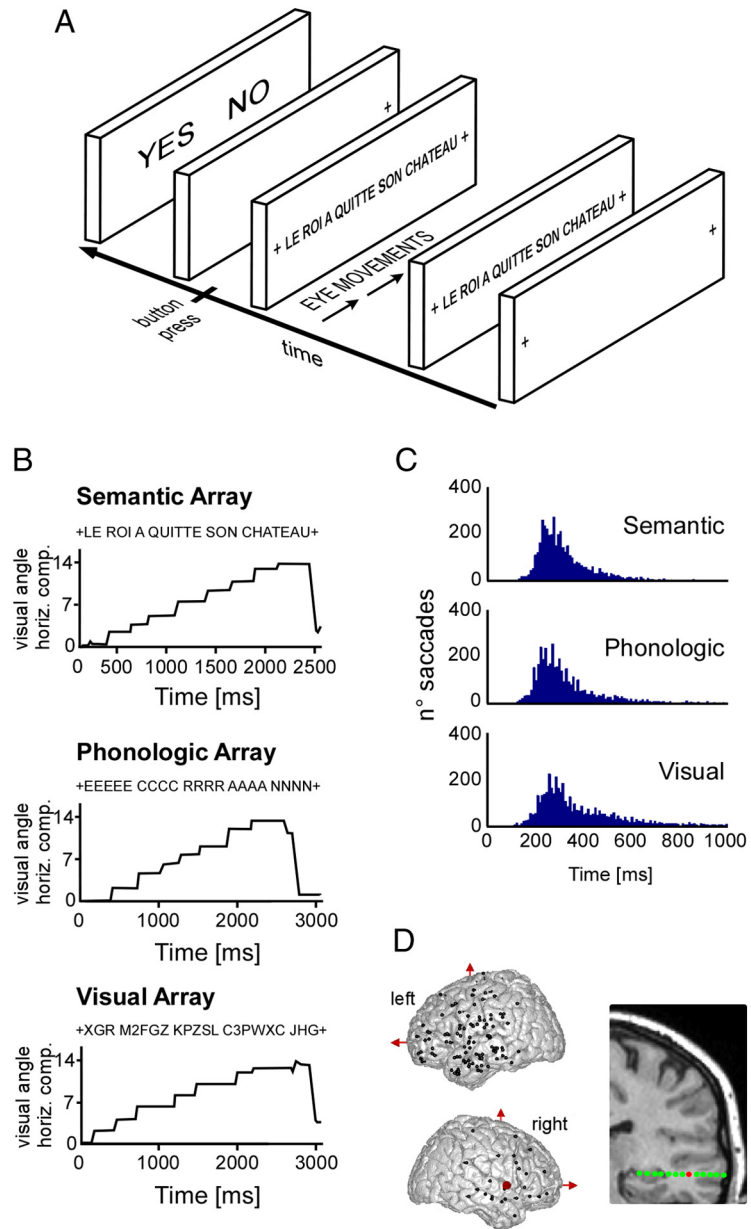 A
YES NO
+
+ LE ROI A QUITTE SON CHATEAU +
+ LE ROI A QUITTE SON CHATEAU +
+
+
EYE MOVEMENTS
button
press
time
B
Semantic Array
+LE ROI A QUITTE SON CHATEAU+
visual angle
horiz. comp.
14
7
0
0 500 1000 1500 2000 2500
Time [ms]
Phonologic Array
+EEEEE CCCC RRRR AAAA NNNN+
visual angle
horiz. comp.
14
7
0
0 1000 2000 3000
Time [ms]
Visual Array
+XGR M2FGZ KPZSL C3PWXC JHG+
visual angle
horiz. comp.
14
7
0
0 1000 2000 3000
Time [ms]
C
n° saccades
400
200
0
Semantic
400
200
0
Phonologic
400
200
0
Visual
0 200 400 600 800 1000
Time [ms]
D
left
right